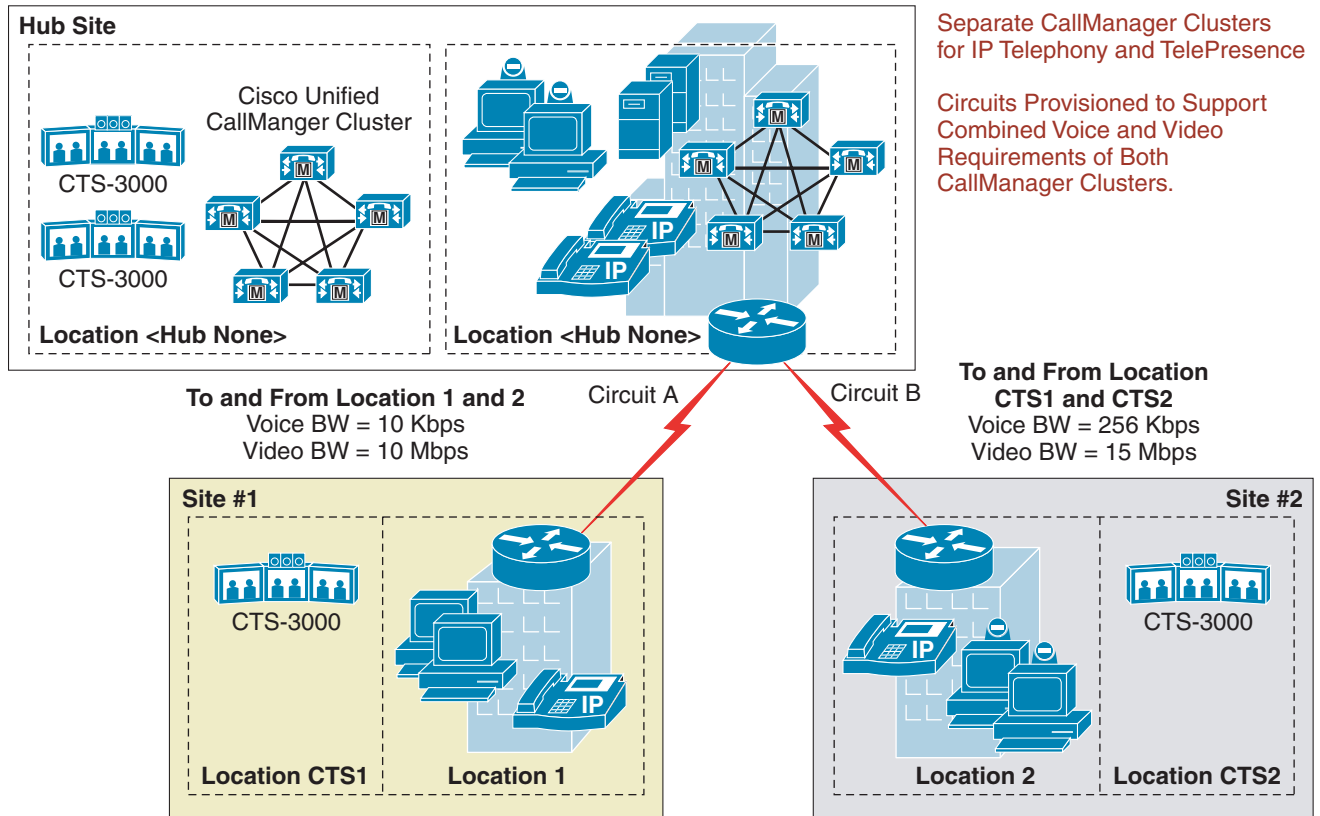 Hub Site
Separate CallManager Clusters
for IP Telephony and TelePresence
Circuits Provisioned to Support
Combined Voice and Video
Requirements of Both
CallManager Clusters.
Cisco Unified
CallManger Cluster
CTS-3000
CTS-3000
M
M
M
M
M
Location <Hub None>
M
M
M
M
M
IP
IP
Location <Hub None>
To and From Location 1 and 2
Voice BW = 10 Kbps
Video BW = 10 Mbps
Circuit A
Circuit B
To and From Location
CTS1 and CTS2
Voice BW = 256 Kbps
Video BW = 15 Mbps
Site #1
CTS-3000
Location CTS1
IP
Location 1
Site #2
IP
Location 2
CTS-3000
Location CTS2